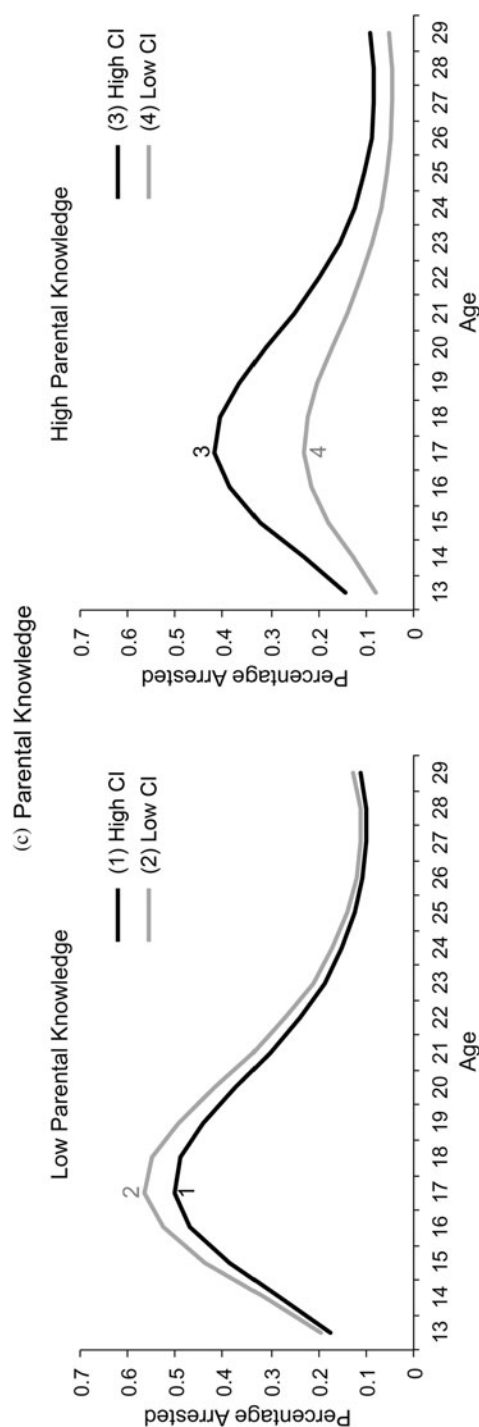 (c) Parental Knowledge
Low Parental Knowledge
(1) High CI
(2) Low CI
Percentage Arrested
0.7
0.6
0.5
0.4
0.3
0.2
0.1
0
2
1
13 14 15 16 17 18 19 20 21 22 23 24 25 26 27 28 29
Age
High Parental Knowledge
(3) High CI
(4) Low CI
Percentage Arrested
0.7
0.6
0.5
0.4
0.3
0.2
0.1
0
3
4
13 14 15 16 17 18 19 20 21 22 23 24 25 26 27 28 29
Age